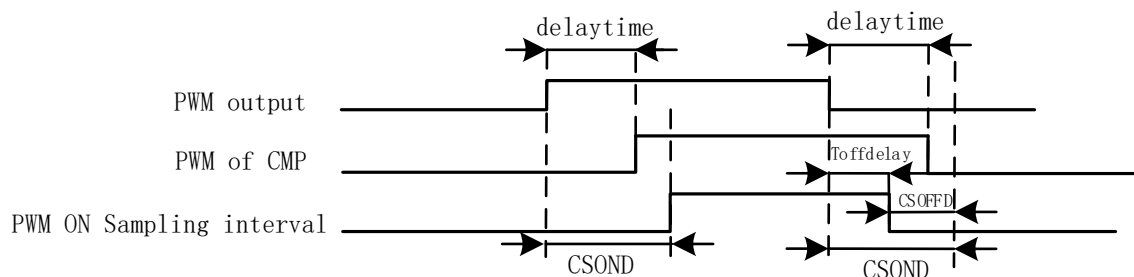 delaytime
delaytime
PWM output
PWM of CMP
Toffdelay
CSOFFD
PWM ON Sampling interval
CSOND
CSOND